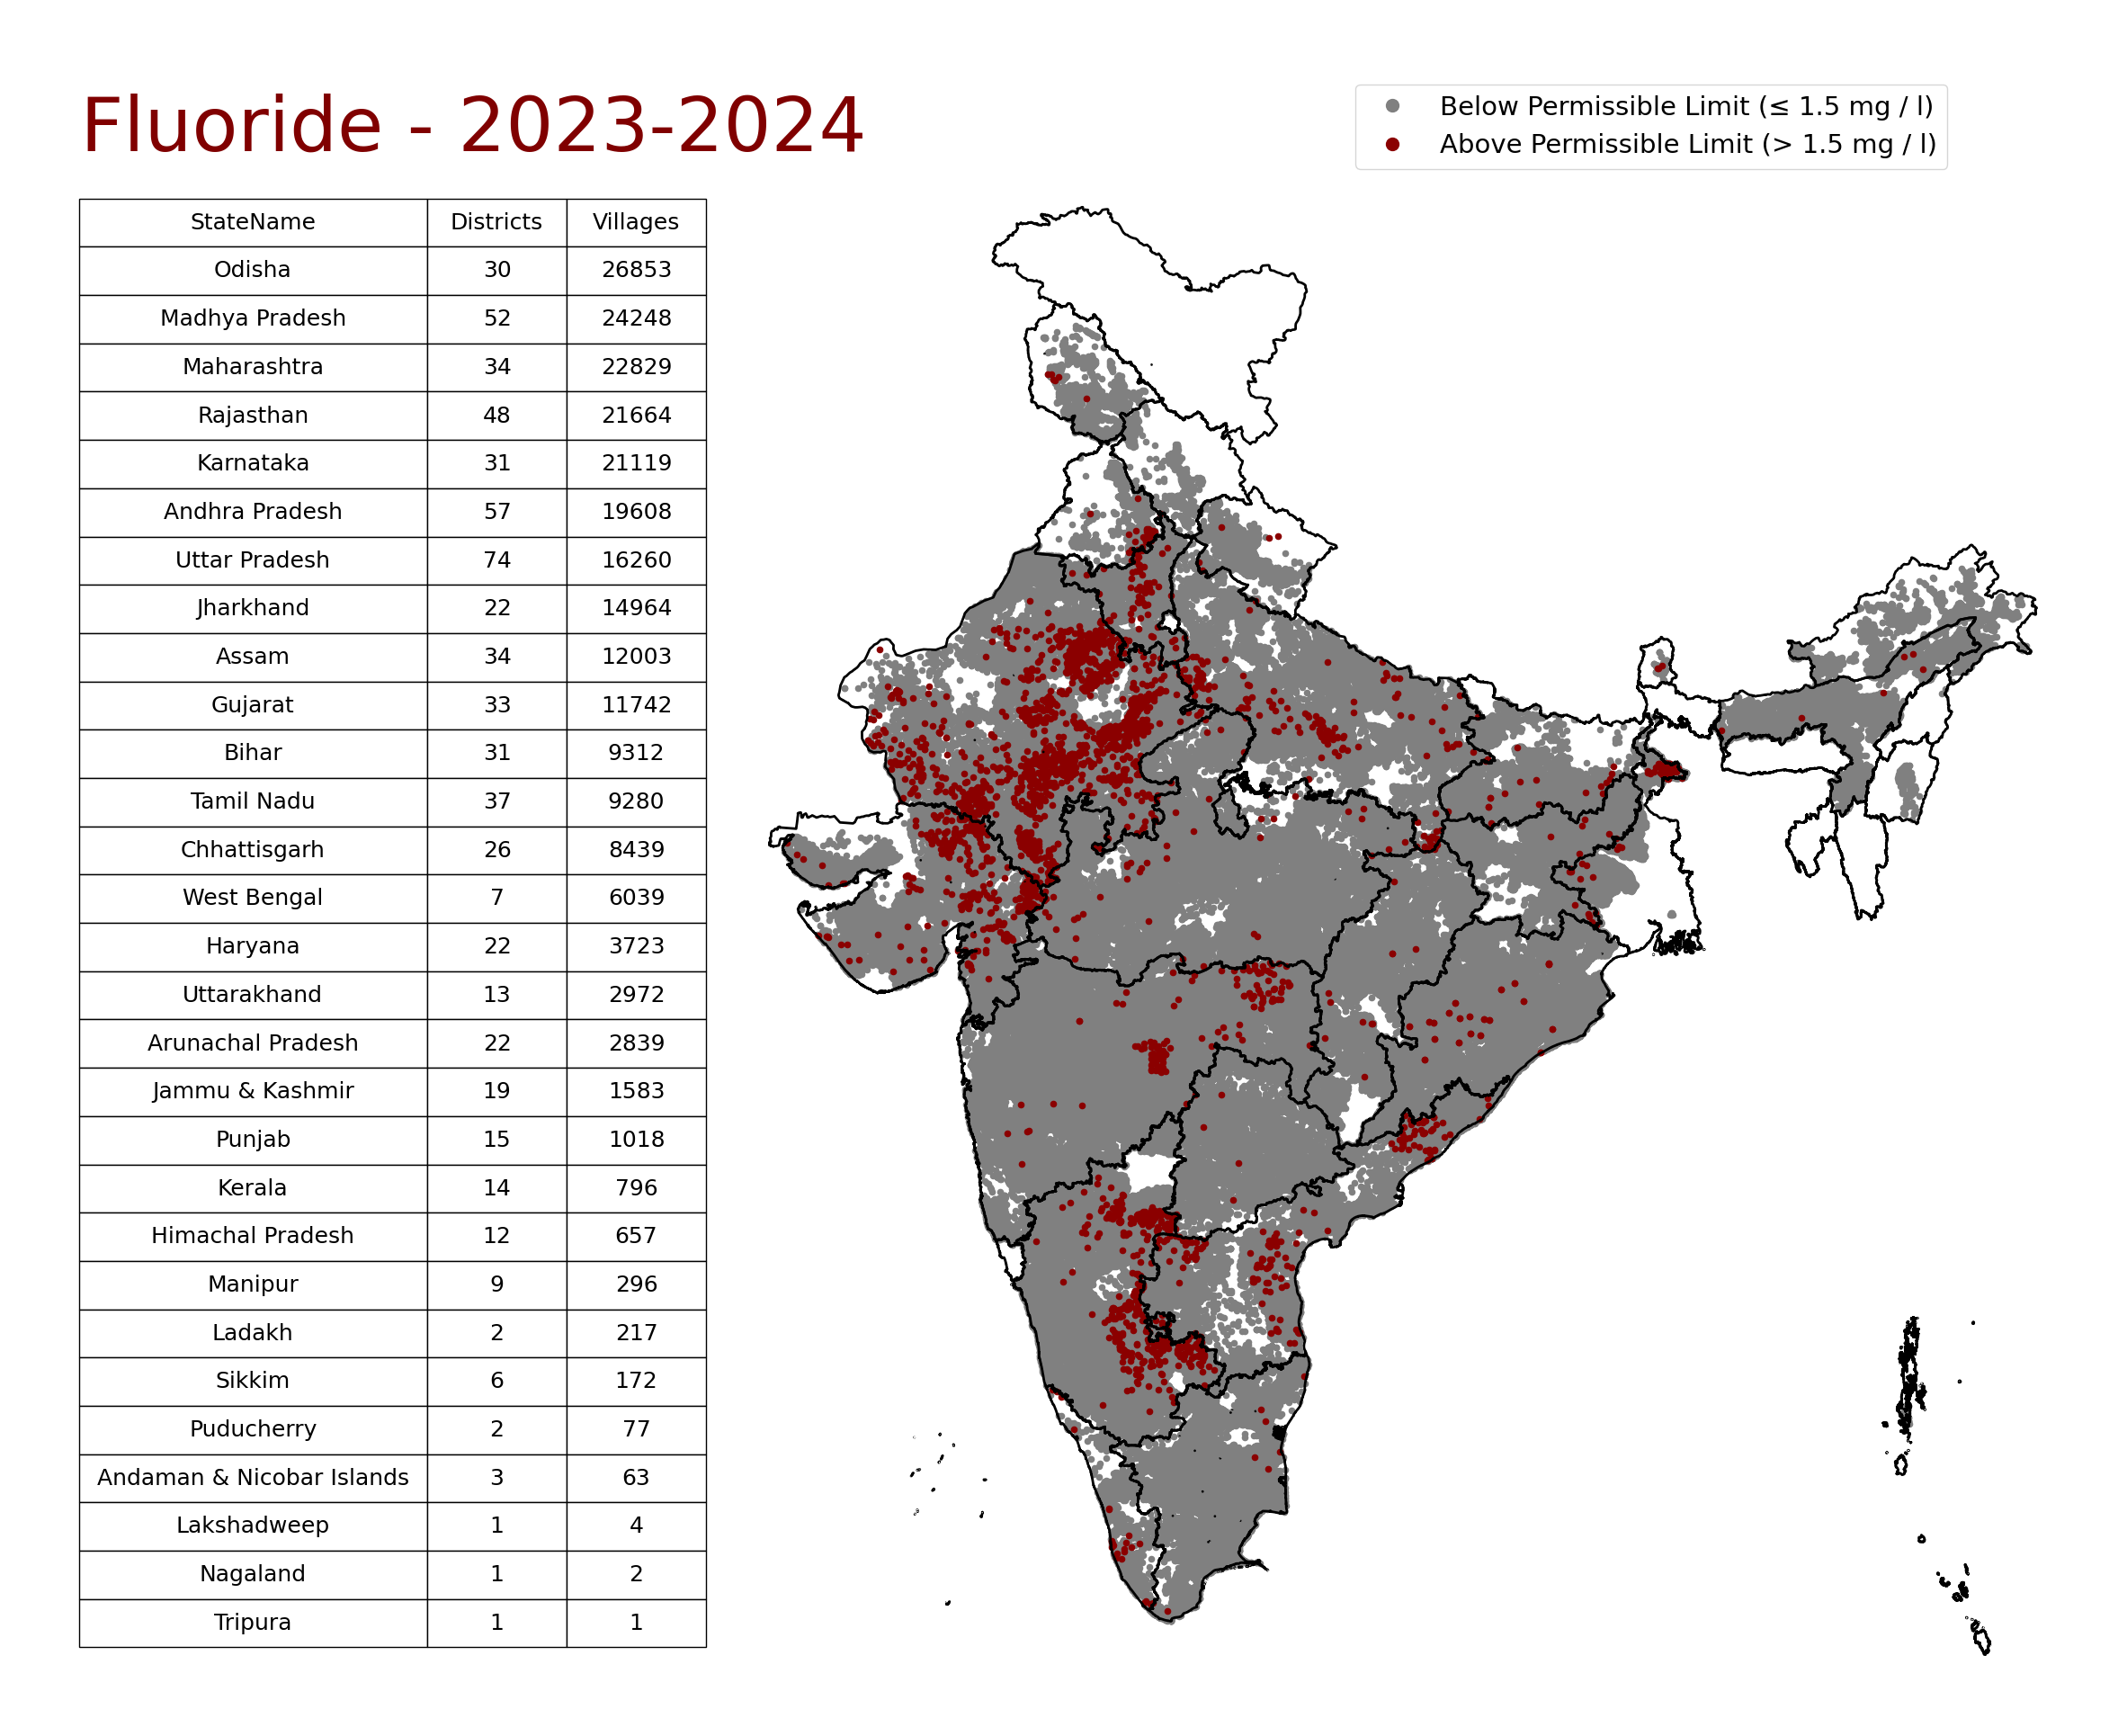 Fluoride - 2023-2024
Below Permissible Limit (≤ 1.5 mg / l)
Above Permissible Limit (> 1.5 mg / l)
StateName Districts Villages
Odisha 30 26853
Madhya Pradesh 52 24248
Maharashtra 34 22829
Rajasthan 48 21664
Karnataka 31 21119
Andhra Pradesh 57 19608
Uttar Pradesh 74 16260
Jharkhand 22 14964
Assam 34 12003
Gujarat 33 11742
Bihar 31 9312
Tamil Nadu 37 9280
Chhattisgarh 26 8439
West Bengal 7 6039
Haryana 22 3723
Uttarakhand 13 2972
Arunachal Pradesh 22 2839
Jammu & Kashmir 19 1583
Punjab 15 1018
Kerala 14 796
Himachal Pradesh 12 657
Manipur 9 296
Ladakh 2 217
Sikkim 6 172
Puducherry 2 77
Andaman & Nicobar Islands 3 63
Lakshadweep 1 4
Nagaland 1 2
Tripura 1 1